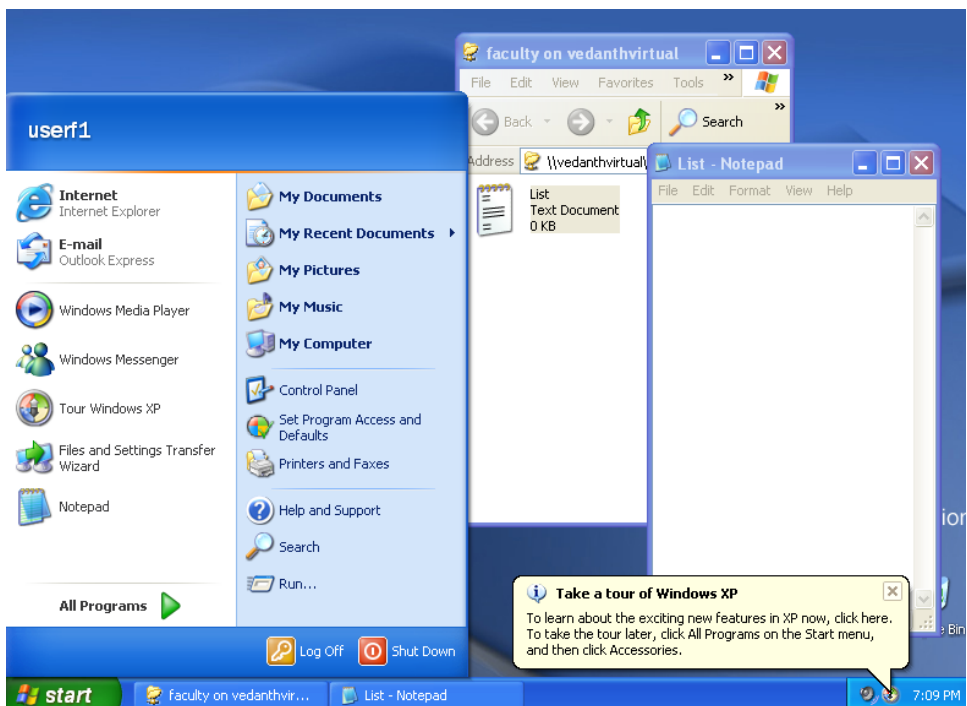 faculty on vedanthvirtual
File Edit View Favorites Tools »
Back
Search »
Address \\vedanthvirtual\
List
Text Document
0 KB
List - Notepad
File Edit Format View Help
userf1
Internet
Internet Explorer
E-mail
Outlook Express
Windows Media Player
Windows Messenger
Tour Windows XP
Files and Settings Transfer
Wizard
Notepad
All Programs
My Documents
My Recent Documents
My Pictures
My Music
My Computer
Control Panel
Set Program Access and
Defaults
Printers and Faxes
Help and Support
Search
Run...
Log Off
Shut Down
Take a tour of Windows XP
To learn about the exciting new features in XP now, click here.
To take the tour later, click All Programs on the Start menu,
and then click Accessories.
Bin
start
faculty on vedanthvir...
List - Notepad
7:09 PM